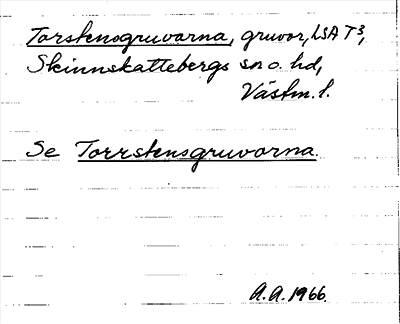 Torstensgruvorna, gruvor, LSA T3,
Skinnskattebergs sn o. hd,
Västm. l.
Se Torrstensgruvorna.
A.A. 1966.